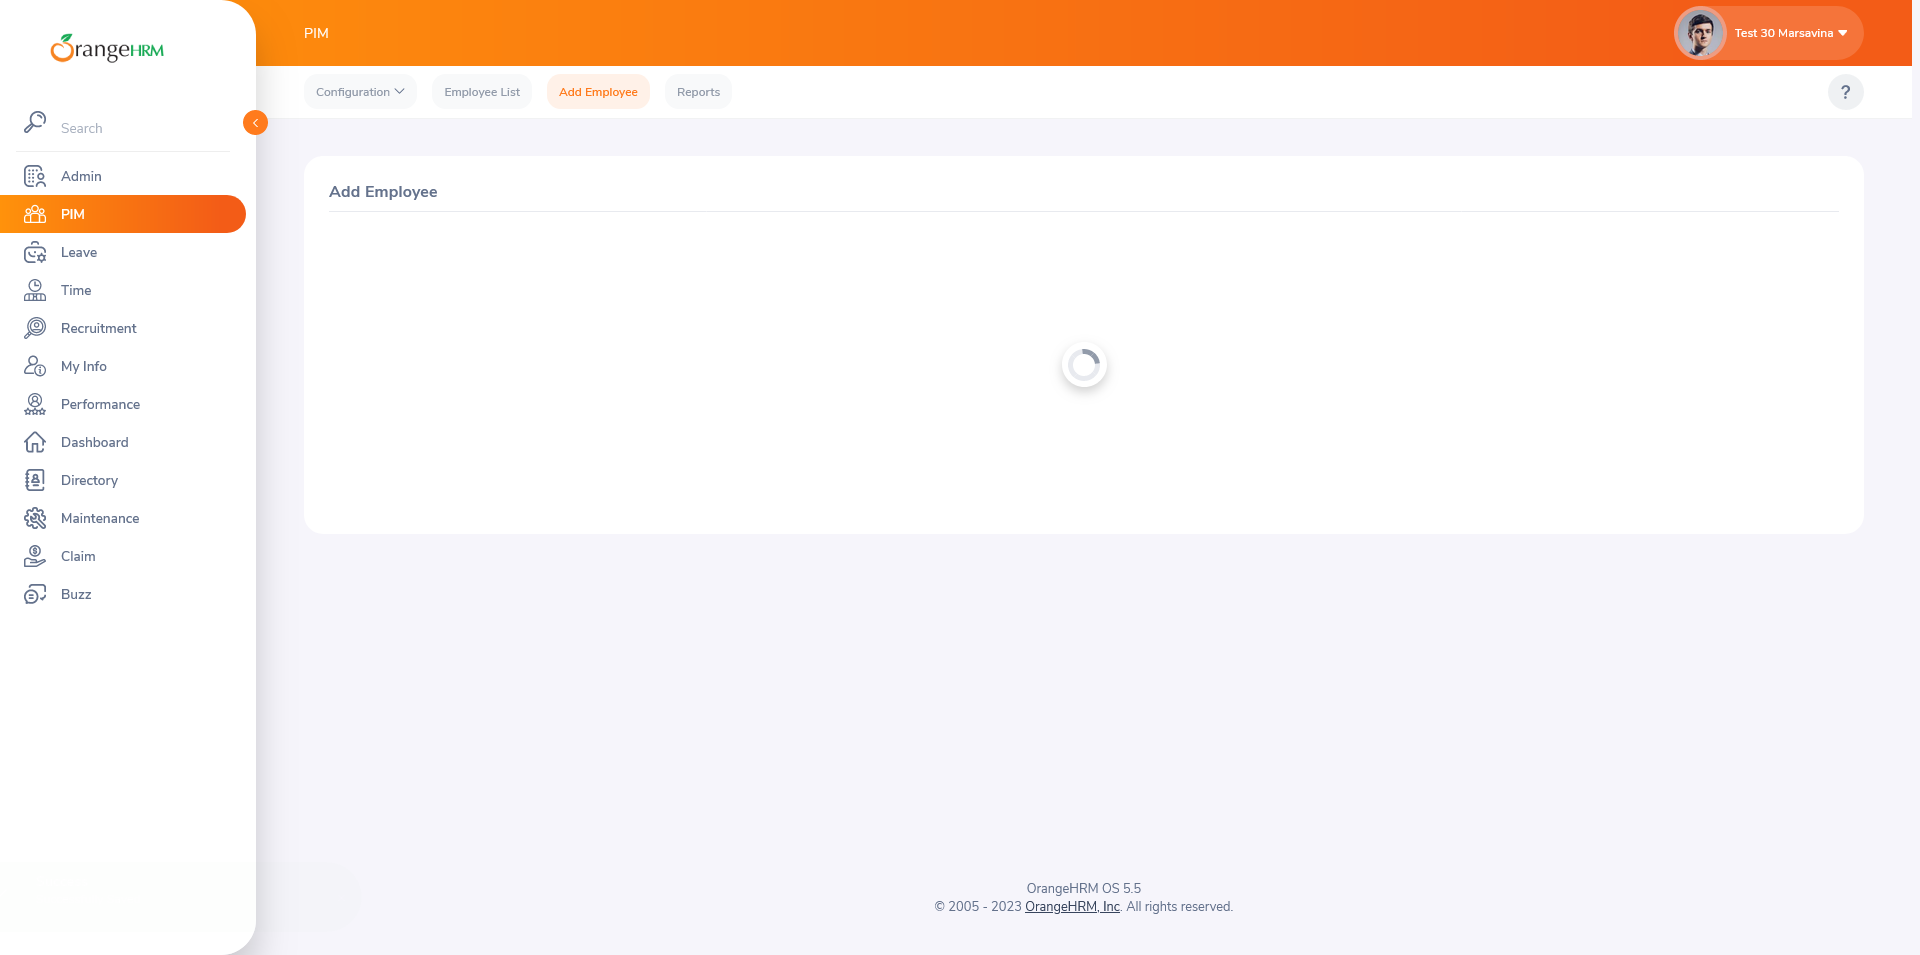 OrangeHRM
Search
Admin
PIM
Leave
Time
Recruitment
My Info
Performance
Dashboard
Directory
Maintenance
Claim
Buzz
PIM
Test 30 Marsavina
Configuration
Employee List
Add Employee
Reports
?
Add Employee
OrangeHRM OS 5.5
© 2005 - 2023 OrangeHRM, Inc. All rights reserved.